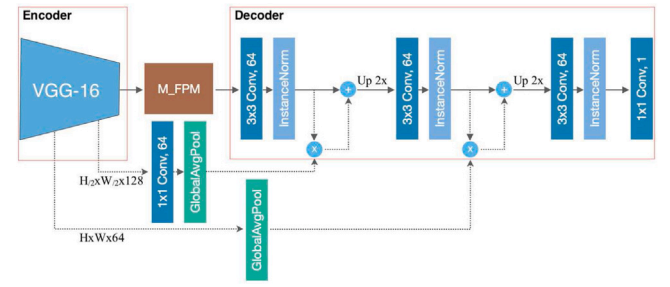 Encoder
Decoder
VGG-16
M_FPM
3x3 Conv, 64
InstanceNorm
+
Up 2x
3x3 Conv, 64
InstanceNorm
+
Up 2x
3x3 Conv, 64
InstanceNorm
1x1 Conv, 1
x
x
H/2xW/2x128
1x1 Conv, 64
GlobalAvgPool
HxWx64
GlobalAvgPool